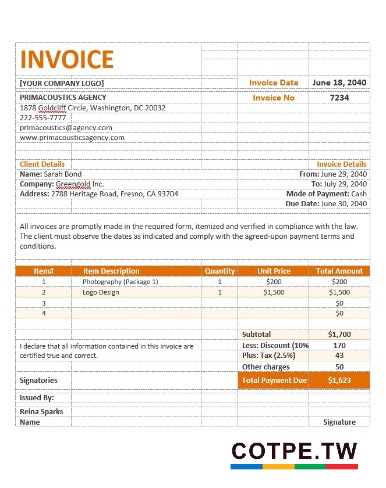 INVOICE
[YOUR COMPANY LOGO] Invoice Date June 18, 2040
PRIMACOUSTICS AGENCY Invoice No 7234
1878 Goldcliff Circle, Washington, DC 20032
222-555-7777
primacoustics@agency.com
www.primacousticsagency.com
Client Details Invoice Details
Name: Sarah Bond From: June 29, 2040
Company: Greengold Inc. To: July 29, 2040
Address: 2788 Heritage Road, Fresno, CA 93704 Mode of Payment: Cash
Due Date: June 30, 2040
All invoices are promptly made in the required form, itemized and verified in compliance with the law.
The client must observe the dates as indicated and comply with the agreed-upon payment terms and
conditions.
Item# Item Description Quantity Unit Price Total Amount
1 Photography (Package 1) 1 $200 $200
2 Logo Design 1 $1,500 $1,500
3 $0
4 $0
Subtotal $1,700
I declare that all information contained in this invoice are Less: Discount (10% 170
certified true and correct. Plus: Tax (2.5%) 43
Other charges 50
Signatories Total Payment Due $1,623
Issued By:
Reina Sparks
Name Signature
COTPE.TW